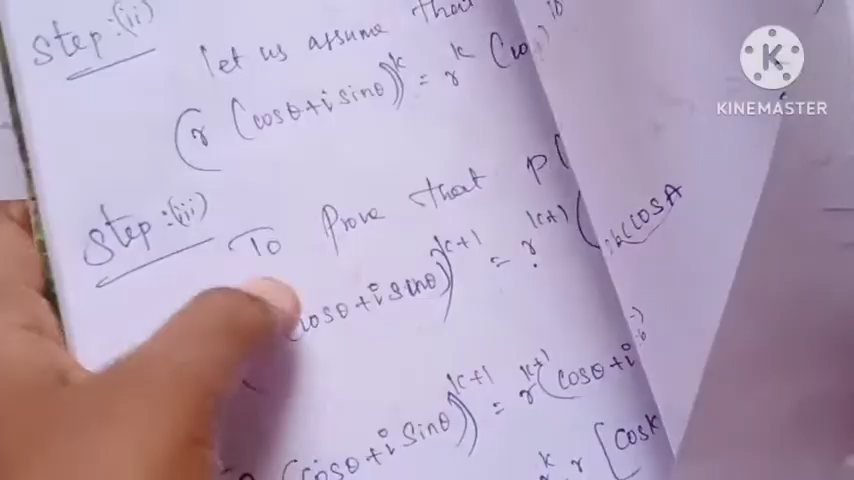 Step:(ii)
let us assume that
(r (cosθ+i sinθ))^k = r^k (cos
Step:(iii)
To Prove that P(
cosθ+i sinθ)^k+1 = r^(k+1) (
cosθ+i sinθ))^k+1 = r^k+1 (cosθ+i
r^k r [cosk
KINEMASTER